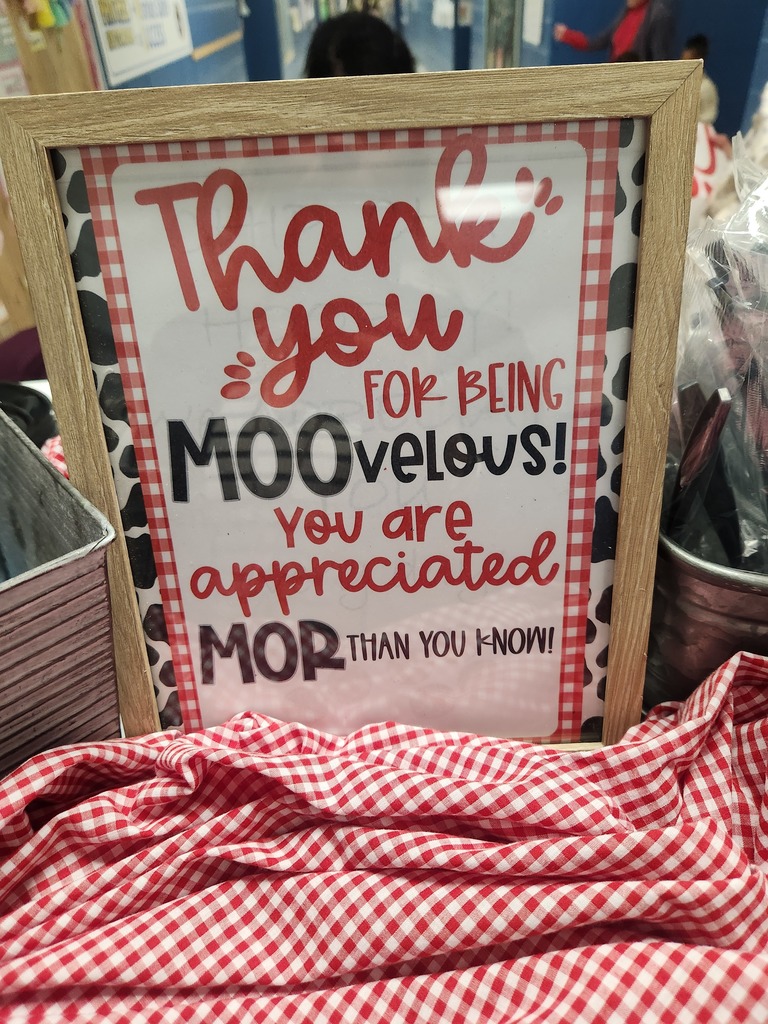 Thank
you
FOR BEING
MOOvelous!
You are
appreciated
MOR THAN YOU KNOW!